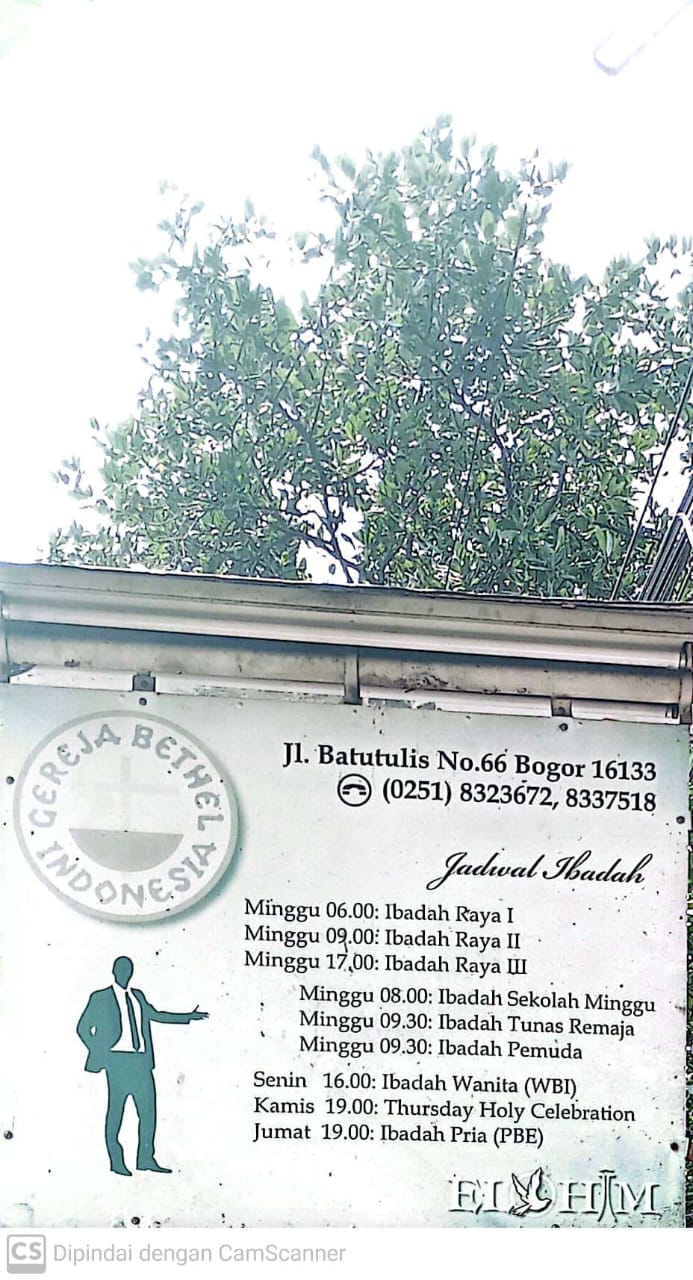 GEREJA BETHEL
INDONESIA
Jl. Batutulis No.66 Bogor 16133
(0251) 8323672, 8337518
Jadwal Ibadah
Minggu 06.00: Ibadah Raya I
Minggu 09.00: Ibadah Raya II
Minggu 17.00: Ibadah Raya III
Minggu 08.00: Ibadah Sekolah Minggu
Minggu 09.30: Ibadah Tunas Remaja
Minggu 09.30: Ibadah Pemuda
Senin 16.00: Ibadah Wanita (WBI)
Kamis 19.00: Thursday Holy Celebration
Jumat 19.00: Ibadah Pria (PBE)
ELOHIM
CS Dipindai dengan CamScanner